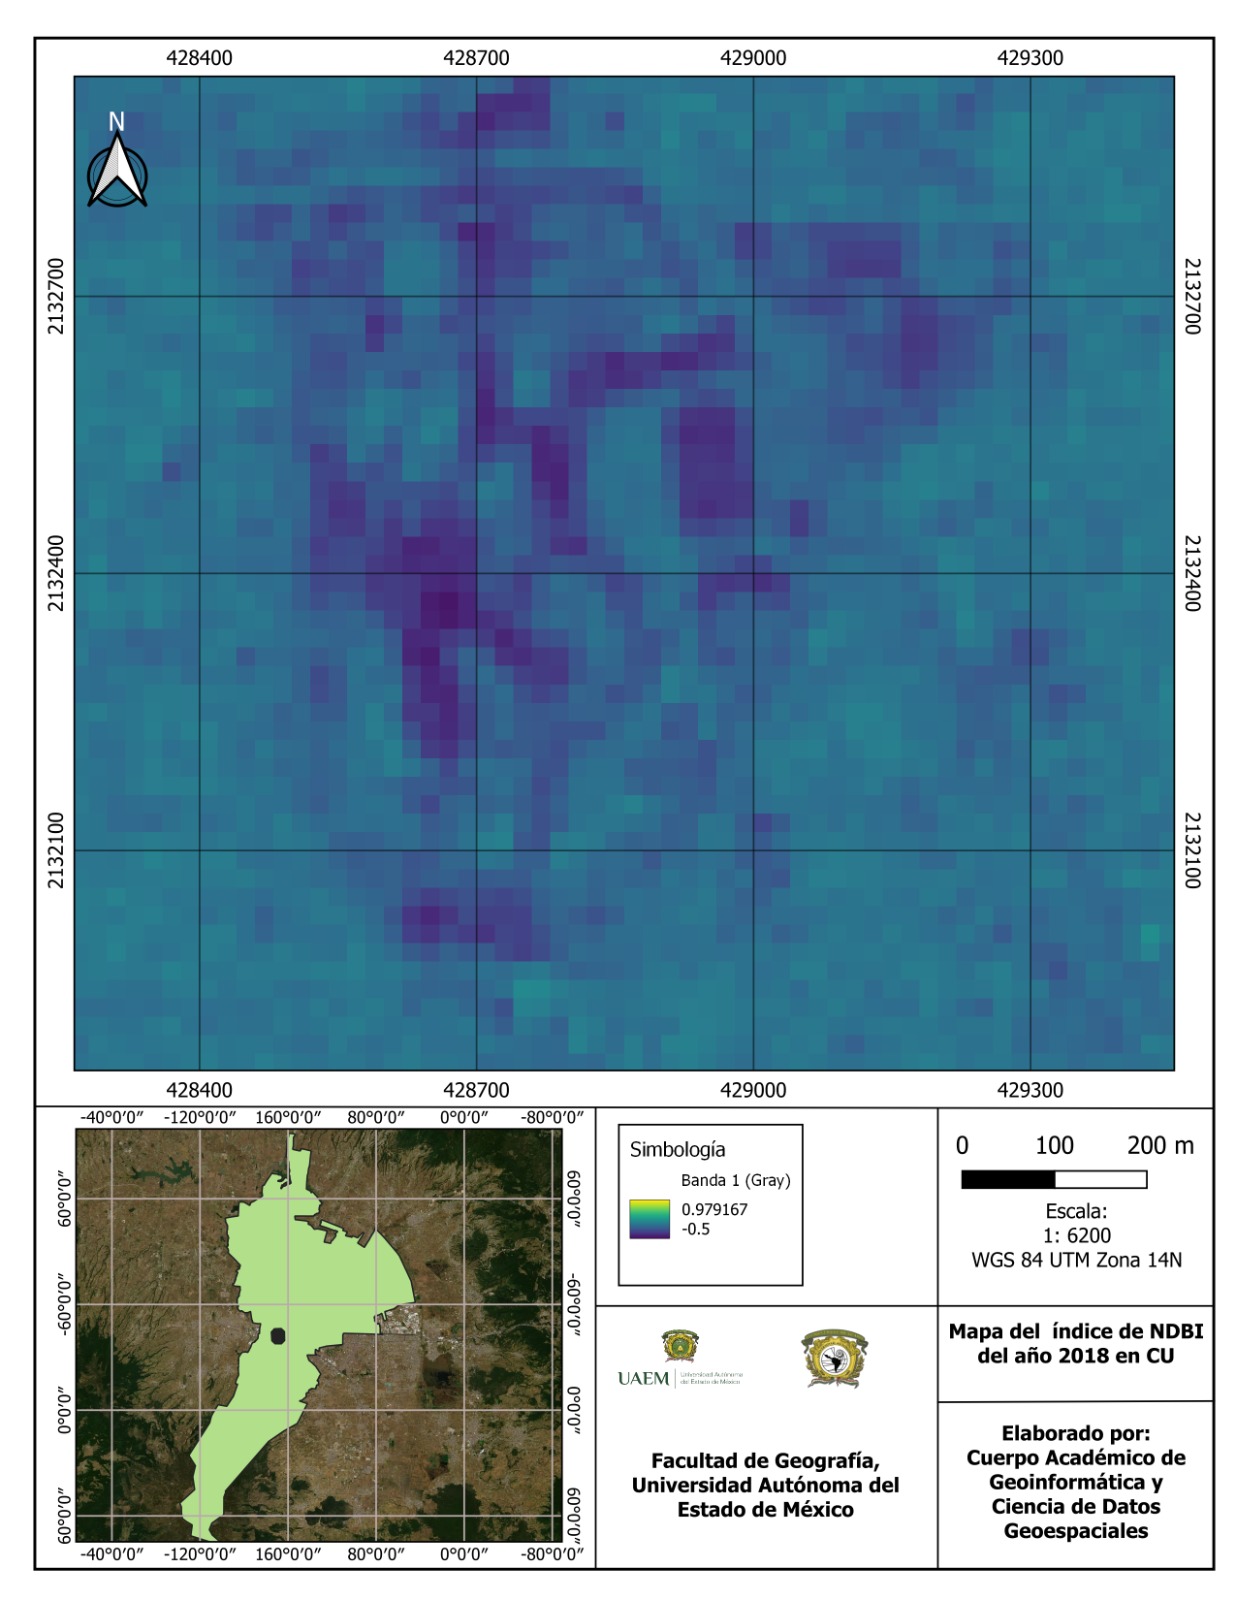 428400 428700 429000 429300
N
2132700 2132700
2132400 2132400
2132100 2132100
428400 428700 429000 429300
-40°0′0″ -120°0′0″ 160°0′0″ 80°0′0″ 0°0′0″ -80°0′0″
60°0′0″ 60°0′0″
-60°0′0″ -60°0′0″
0°0′0″ 0°0′0″
60°0′0″ 60°0′0″
-40°0′0″ -120°0′0″ 160°0′0″ 80°0′0″ 0°0′0″ -80°0′0″
Simbología
Banda 1 (Gray)
0.979167
-0.5
0 100 200 m
Escala:
1: 6200
WGS 84 UTM Zona 14N
UAEM
Universidad Autónoma
del Estado de México
Facultad de Geografía,
Universidad Autónoma del
Estado de México
Mapa del índice de NDBI
del año 2018 en CU
Elaborado por:
Cuerpo Académico de
Geoinformática y
Ciencia de Datos
Geoespaciales